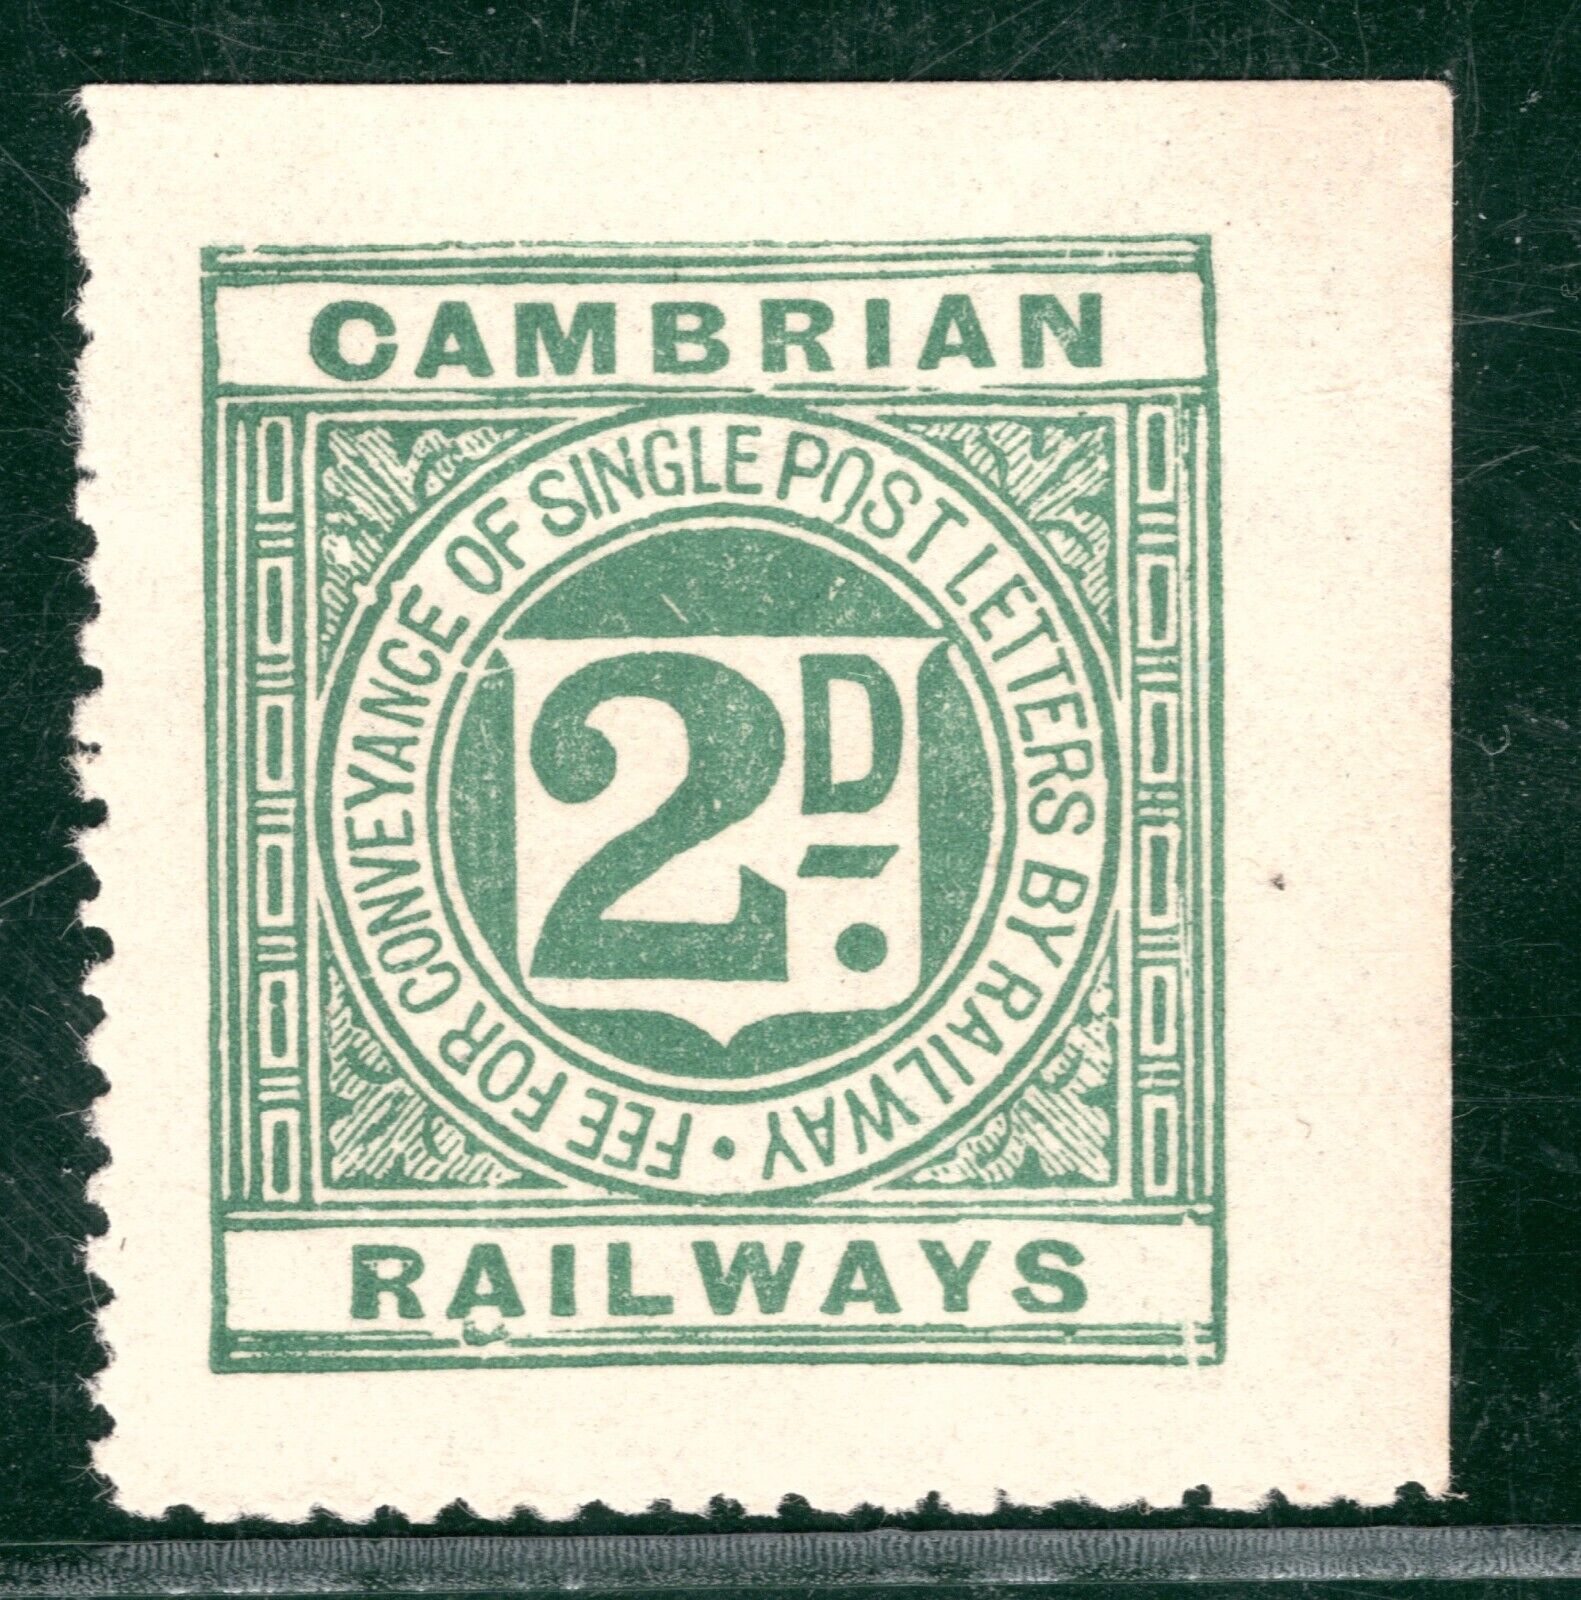 CAMBRIAN
FEE FOR CONVEYANCE OF SINGLE POST LETTERS BY RAILWAY •
2D.
RAILWAYS